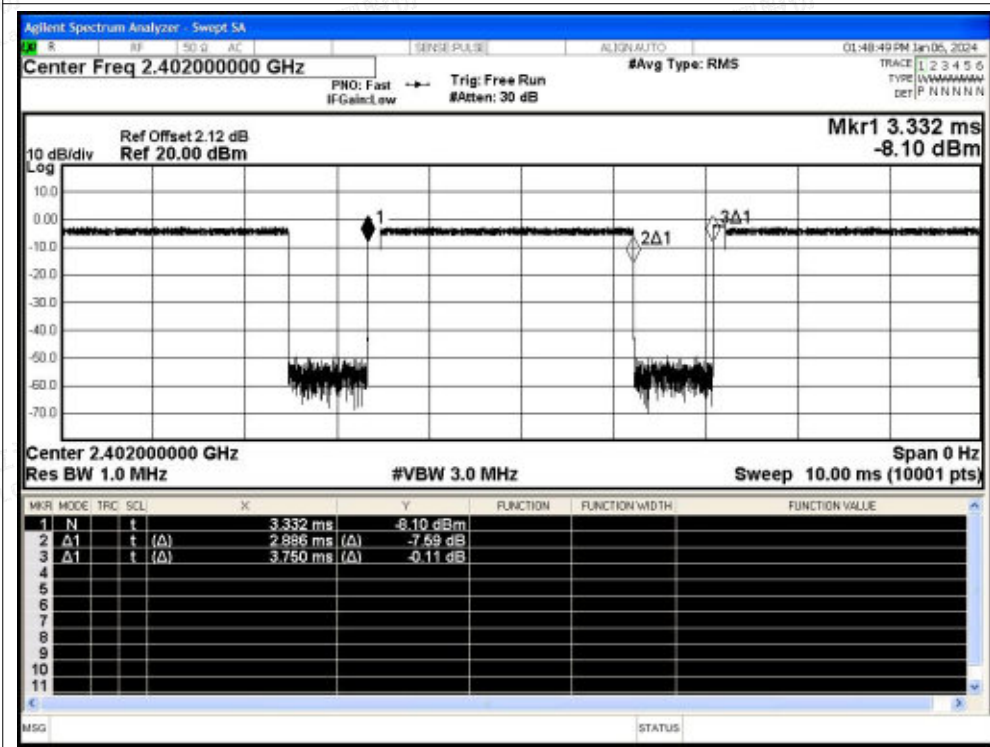 Agilent Spectrum Analyzer - Swept SA
R RF 50 Ω AC SENSE:PULSE ALIGN AUTO 01:48:49 PM Jan 06, 2024
Center Freq 2.402000000 GHz
PNO: Fast
IFGain:Low
Trig: Free Run
#Atten: 30 dB
#Avg Type: RMS
TRACE 1 2 3 4 5 6
TYPE
DET P N N N N N
Mkr1 3.332 ms
-8.10 dBm
Ref Offset 2.12 dB
10 dB/div Ref 20.00 dBm
Log
10.0
0.00
-10.0
-20.0
-30.0
-40.0
-50.0
-60.0
-70.0
1
2Δ1
3Δ1
Center 2.402000000 GHz Span 0 Hz
Res BW 1.0 MHz #VBW 3.0 MHz Sweep 10.00 ms (10001 pts)
MKR MODE TRC SCL X Y FUNCTION FUNCTION WIDTH FUNCTION VALUE
1 N t 3.332 ms -8.10 dBm
2 Δ1 t (Δ) 2.886 ms (Δ) -7.59 dB
3 Δ1 t (Δ) 3.750 ms (Δ) -0.11 dB
4
5
6
7
8
9
10
11
MSG STATUS